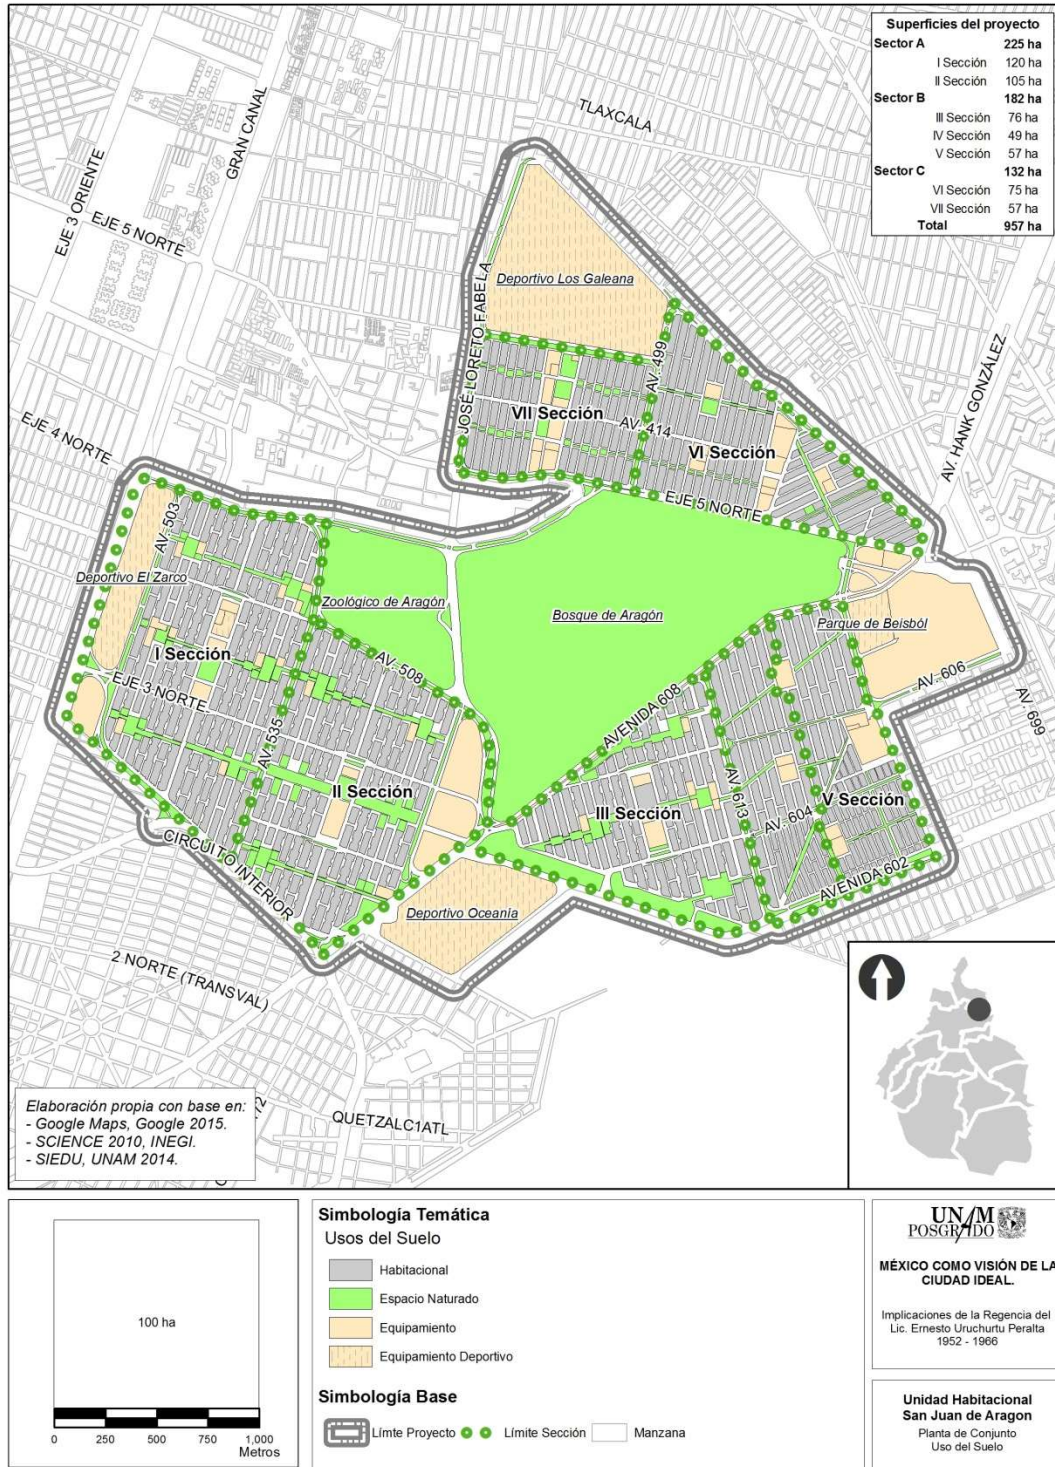 Superficies del proyecto
Sector A 225 ha
I Sección 120 ha
II Sección 105 ha
Sector B 182 ha
III Sección 76 ha
IV Sección 49 ha
V Sección 57 ha
Sector C 132 ha
VI Sección 75 ha
VII Sección 57 ha
Total 957 ha
TLAXCALA
GRAN CANAL
EJE 3 ORIENTE
EJE 5 NORTE
Deportivo Los Galeana
JOSÉ LORETO FABELA
AV. 499
AV. HANK GONZÁLEZ
VII Sección
AV. 414
VI Sección
EJE 4 NORTE
EJE 5 NORTE
AV. 503
Deportivo El Zarco
Zoológico de Aragón
Bosque de Aragón
Parque de Beisból
I Sección
AV. 508
EJE 3 NORTE
AV. 606
AV. 699
AV. 535
AVENIDA 608
II Sección
III Sección
AV. 613
V Sección
AV. 604
CIRCUITO INTERIOR
AVENIDA 602
Deportivo Oceanía
2 NORTE (TRANSVAL)
QUETZALC1ATL
Elaboración propia con base en:
- Google Maps, Google 2015.
- SCIENCE 2010, INEGI.
- SIEDU, UNAM 2014.
100 ha
0 250 500 750 1,000
Metros
Simbología Temática
Usos del Suelo
Habitacional
Espacio Naturado
Equipamiento
Equipamiento Deportivo
Simbología Base
Límte Proyecto
Límite Sección
Manzana
UNAM
POSGRADO
MÉXICO COMO VISIÓN DE LA
CIUDAD IDEAL.
Implicaciones de la Regencia del
Lic. Ernesto Uruchurtu Peralta
1952 - 1966
Unidad Habitacional
San Juan de Aragon
Planta de Conjunto
Uso del Suelo